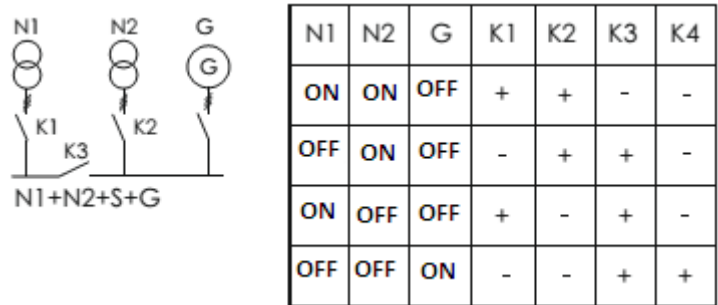 N1 N2 G
G
K1 K2
K3
N1+N2+S+G
N1 N2 G K1 K2 K3 K4
ON ON OFF + + - -
OFF ON OFF - + + -
ON OFF OFF + - + -
OFF OFF ON - - + +